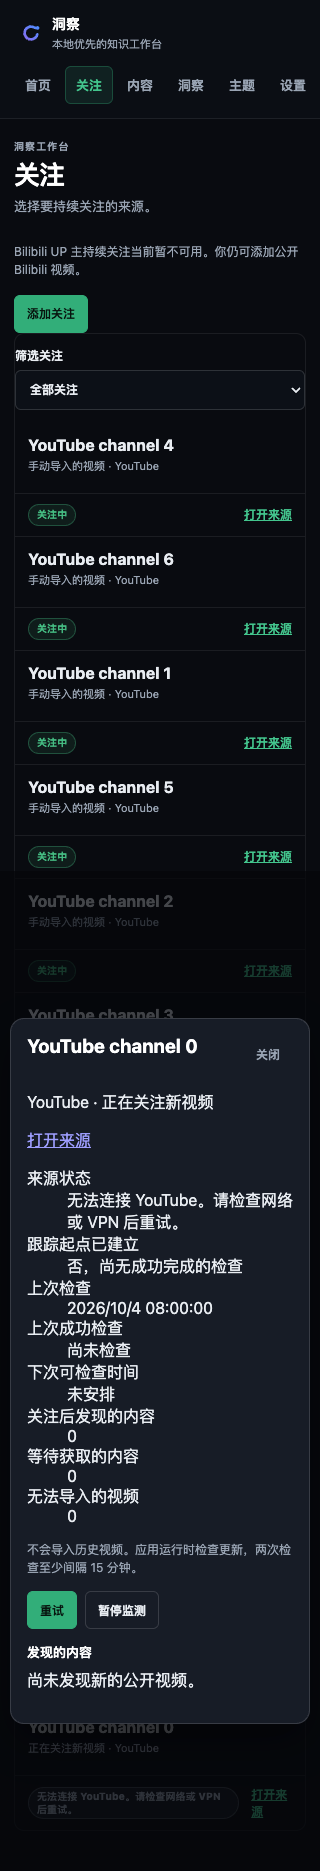 洞察
本地优先的知识工作台
首页 关注 内容 洞察 主题 设置
洞察工作台
关注
选择要持续关注的来源。
Bilibili UP 主持续关注当前暂不可用。你仍可添加公开
Bilibili 视频。
添加关注
筛选关注
全部关注
YouTube channel 4
手动导入的视频 · YouTube
关注中 打开来源
YouTube channel 6
手动导入的视频 · YouTube
关注中 打开来源
YouTube channel 1
手动导入的视频 · YouTube
关注中 打开来源
YouTube channel 5
手动导入的视频 · YouTube
关注中 打开来源
YouTube channel 2
手动导入的视频 · YouTube
关注中 打开来源
YouTube channel 3
YouTube channel 0
关闭
YouTube · 正在关注新视频
打开来源
来源状态
无法连接 YouTube。请检查网络
或 VPN 后重试。
跟踪起点已建立
否，尚无成功完成的检查
上次检查
2026/10/4 08:00:00
上次成功检查
尚未检查
下次可检查时间
未安排
关注后发现的内容
0
等待获取的内容
0
无法导入的视频
0
不会导入历史视频。应用运行时检查更新，两次检
查至少间隔 15 分钟。
重试 暂停监测
发现的内容
尚未发现新的公开视频。
YouTube channel 0
正在关注新视频 · YouTube
无法连接 YouTube。请检查网络或 VPN
后重试。
打开来
源